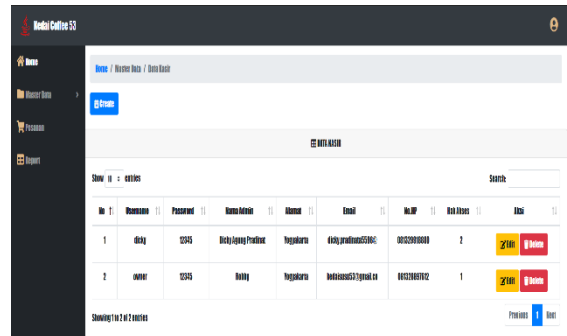 Kedai Coffee 53
Home
Master Data
Pesanan
Report
Home / Master Data / Data Kasir
Create
DATA KASIR
Show 10 entries
Search:
No Username Password Nama Admin Alamat Email No.HP Hak Akses Aksi
1 dicky 12345 Dicky Agung Pradinat Yogyakarta 2 Edit Delete
2 owner 12345 Bobby Yogyakarta 1 Edit Delete
Showing 1 to 2 of 2 entries
Previous 1 Next